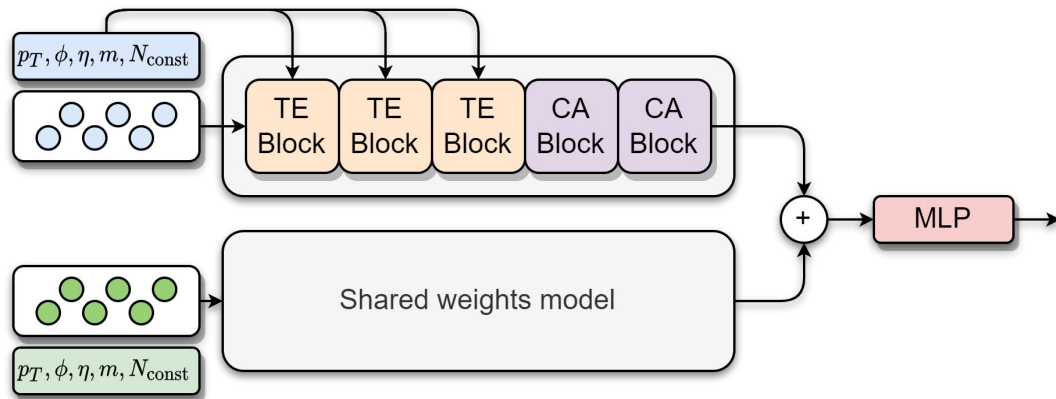 p_T, ϕ, η, m, N_const
TE
Block
TE
Block
TE
Block
CA
Block
CA
Block
+
MLP
Shared weights model
p_T, ϕ, η, m, N_const